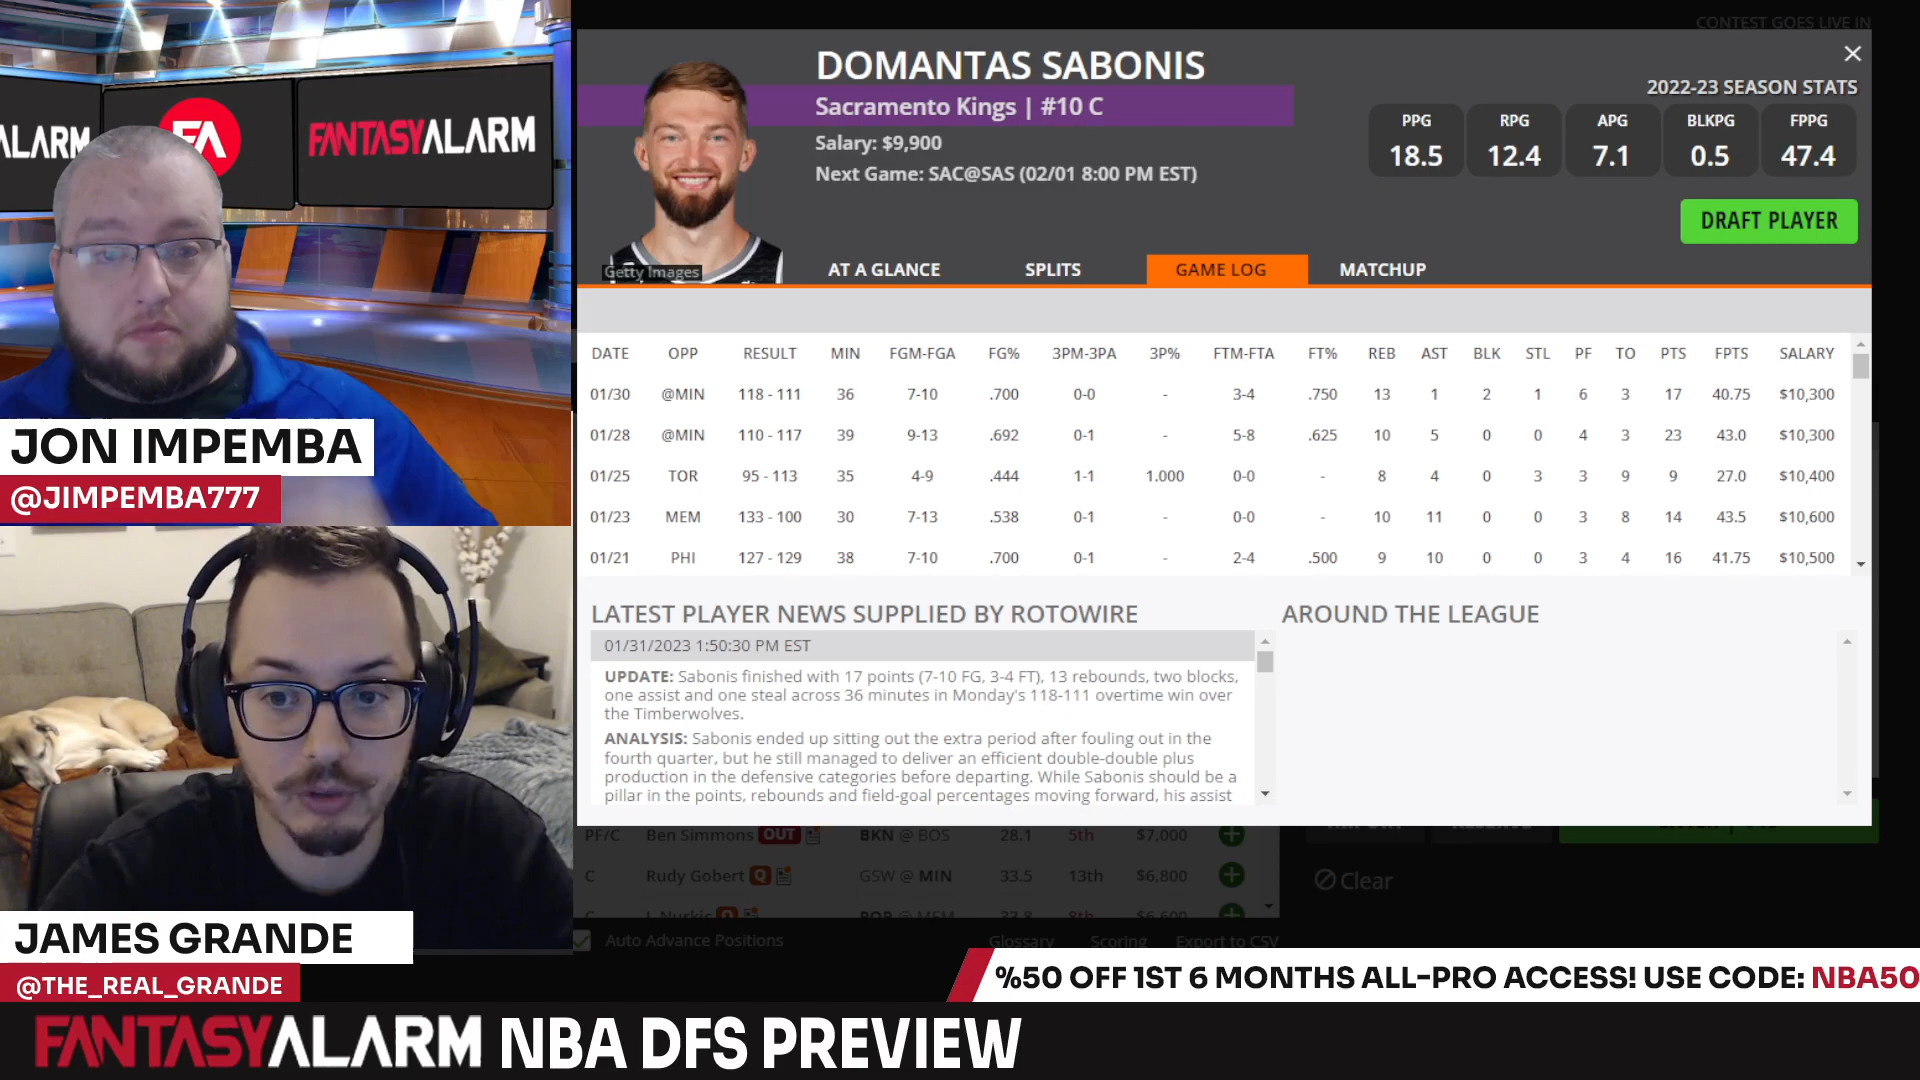 CONTEST GOES LIVE IN
DOMANTAS SABONIS
Sacramento Kings | #10 C
Salary: $9,900
Next Game: SAC@SAS (02/01 8:00 PM EST)
2022-23 SEASON STATS
PPG RPG APG BLKPG FPPG
18.5 12.4 7.1 0.5 47.4
DRAFT PLAYER
Getty Images
AT A GLANCE SPLITS GAME LOG MATCHUP
DATE OPP RESULT MIN FGM-FGA FG% 3PM-3PA 3P% FTM-FTA FT% REB AST BLK STL PF TO PTS FPTS SALARY
01/30 @MIN 118 - 111 36 7-10 .700 0-0 - 3-4 .750 13 1 2 1 6 3 17 40.75 $10,300
01/28 @MIN 110 - 117 39 9-13 .692 0-1 - 5-8 .625 10 5 0 0 4 3 23 43.0 $10,300
01/25 TOR 95 - 113 35 4-9 .444 1-1 1.000 0-0 - 8 4 0 3 3 9 9 27.0 $10,400
01/23 MEM 133 - 100 30 7-13 .538 0-1 - 0-0 - 10 11 0 0 3 8 14 43.5 $10,600
01/21 PHI 127 - 129 38 7-10 .700 0-1 - 2-4 .500 9 10 0 0 3 4 16 41.75 $10,500
LATEST PLAYER NEWS SUPPLIED BY ROTOWIRE
01/31/2023 1:50:30 PM EST
UPDATE: Sabonis finished with 17 points (7-10 FG, 3-4 FT), 13 rebounds, two blocks,
one assist and one steal across 36 minutes in Monday's 118-111 overtime win over
the Timberwolves.
ANALYSIS: Sabonis ended up sitting out the extra period after fouling out in the
fourth quarter, but he still managed to deliver an efficient double-double plus
production in the defensive categories before departing. While Sabonis should be a
pillar in the points, rebounds and field-goal percentages moving forward, his assist
AROUND THE LEAGUE
PF/C Ben Simmons OUT BKN @ BOS 28.1 5th $7,000
C Rudy Gobert Q GSW @ MIN 33.5 13th $6,800
Clear
Auto Advance Positions
Glossary Scoring Export to CSV
ALARM
FA
FANTASYALARM
JON IMPEMBA
@JIMPEMBA777
JAMES GRANDE
@THE_REAL_GRANDE
%50 OFF 1ST 6 MONTHS ALL-PRO ACCESS! USE CODE: NBA50
FANTASYALARM NBA DFS PREVIEW